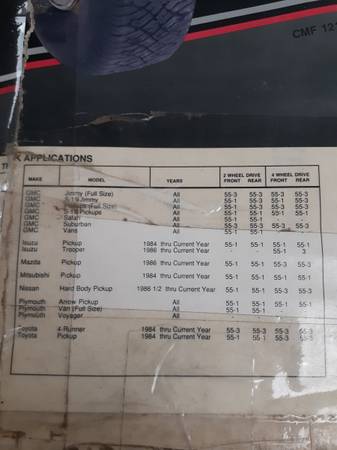 CMF 12
K APPLICATIONS
MAKE MODEL YEARS 2 WHEEL DRIVE FRONT REAR 4 WHEEL DRIVE FRONT REAR
GMC Jimmy (Full Size) All 55-3 55-3 55-3 55-3
GMC S-15 Jimmy All 55-1 55-1 55-1 55-1
GMC (Full Size) All 55-1 55-3 55-3 55-3
GMC S-15 Pickups All 55-1 55-1 55-1 55-1
GMC Safari All 55-1 55-1 -
GMC Suburban All 55-3 55-3 55-3 55-3
GMC Vans All 55-1 55-1 -
Isuzu Pickup 1984 thru Current Year 55-1 55-1 55-1 55-1
Isuzu Trooper 1986 thru Current Year - - 55-1 3
Mazda Pickup 1986 thru Current Year 55-1 55-1 55-3 55-3
Mitsubishi Pickup 1984 thru Current Year 55-1 55-1 55-1 55-1
Nissan Hard Body Pickup 1986 1/2 thru Current Year 55-1 55-1 55-3 55-3
Plymouth Arrow Pickup All 55-1 55-1 55-1 55-1
Plymouth Van (Full Size) All 55-1 55-1 -
Plymouth Voyager All - - -
Toyota 4-Runner 1984 thru Current Year 55-3 55-3 55-3 55-3
Toyota Pickup 1984 thru Current Year 55-1 55-1 55-3 55-3